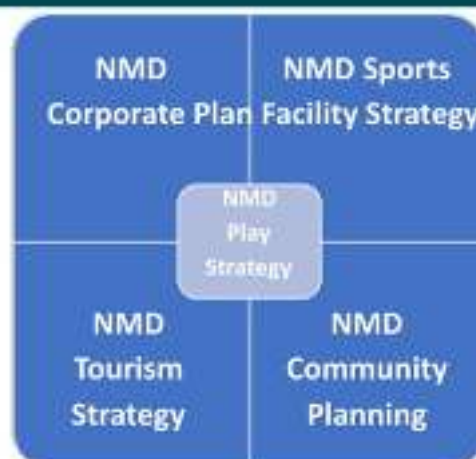 NMD
Corporate Plan
NMD Sports
Facility Strategy
NMD
Play
Strategy
NMD
Tourism
Strategy
NMD
Community
Planning